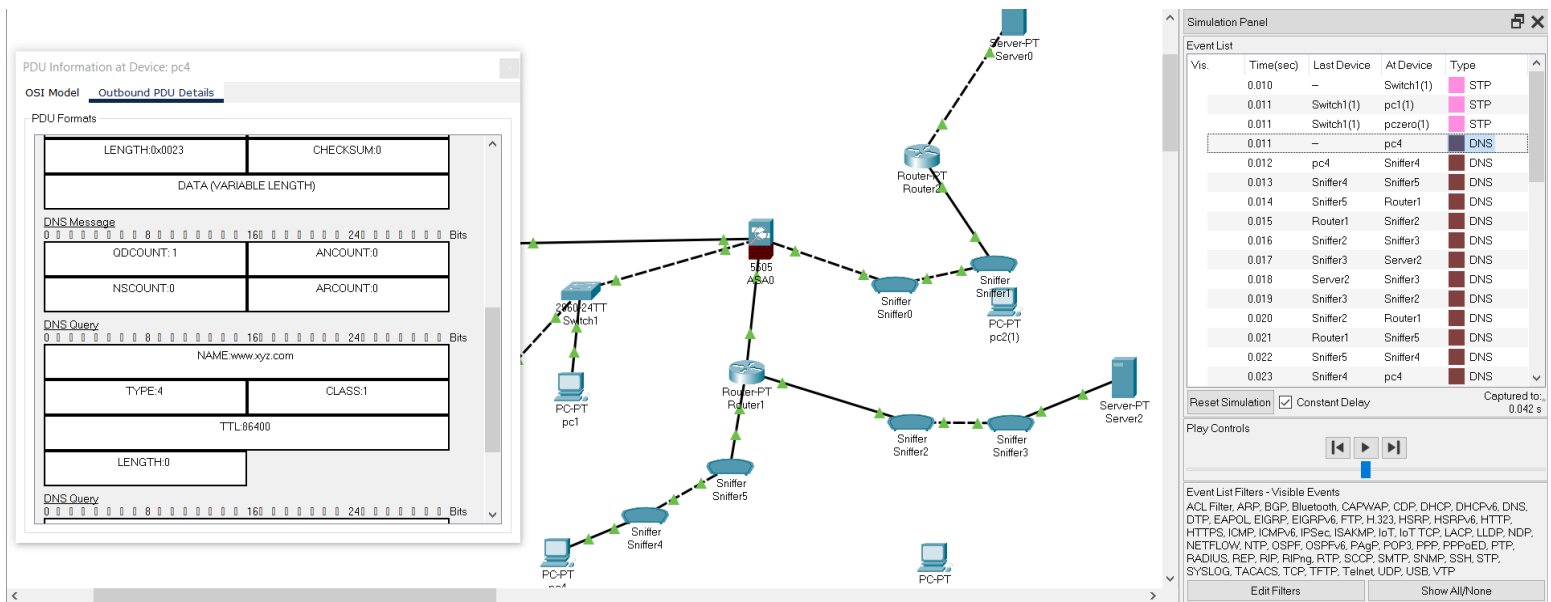 PDU Information at Device: pc4
OSI Model Outbound PDU Details
PDU Formats
LENGTH:0x0023 CHECKSUM:0
DATA (VARIABLE LENGTH)
DNS Message
0 8 16 24 Bits
QDCOUNT: 1 ANCOUNT:0
NSCOUNT:0 ARCOUNT:0
DNS Query
0 8 16 24 Bits
NAME:www.xyz.com
TYPE:4 CLASS:1
TTL:86400
LENGTH:0
DNS Query
0 8 16 24 Bits
Server-PT
Server0
Router-PT
Router2
5505
ASA0
2960-24TT
Switch1
Sniffer
Sniffer0
Sniffer
Sniffer1
PC-PT
pc2(1)
PC-PT
pc1
Router-PT
Router1
Server-PT
Server2
Sniffer
Sniffer2
Sniffer
Sniffer3
Sniffer
Sniffer5
Sniffer
Sniffer4
PC-PT
pc4
PC-PT
Simulation Panel
Event List
Vis. Time(sec) Last Device At Device Type
0.010 -- Switch1(1) STP
0.011 Switch1(1) pc1(1) STP
0.011 Switch1(1) pczero(1) STP
0.011 -- pc4 DNS
0.012 pc4 Sniffer4 DNS
0.013 Sniffer4 Sniffer5 DNS
0.014 Sniffer5 Router1 DNS
0.015 Router1 Sniffer2 DNS
0.016 Sniffer2 Sniffer3 DNS
0.017 Sniffer3 Server2 DNS
0.018 Server2 Sniffer3 DNS
0.019 Sniffer3 Sniffer2 DNS
0.020 Sniffer2 Router1 DNS
0.021 Router1 Sniffer5 DNS
0.022 Sniffer5 Sniffer4 DNS
0.023 Sniffer4 pc4 DNS
Reset Simulation Constant Delay Captured to:
0.042 s
Play Controls
Event List Filters - Visible Events
ACL Filter, ARP, BGP, Bluetooth, CAPWAP, CDP, DHCP, DHCPv6, DNS,
DTP, EAPOL, EIGRP, EIGRPv6, FTP, H.323, HSRP, HSRPv6, HTTP,
HTTPS, ICMP, ICMPv6, IPSec, ISAKMP, IoT, IoT TCP, LACP, LLDP, NDP,
NETFLOW, NTP, OSPF, OSPFv6, PAgP, POP3, PPP, PPPoED, PTP,
RADIUS, REP, RIP, RIPng, RTP, SCCP, SMTP, SNMP, SSH, STP,
SYSLOG, TACACS, TCP, TFTP, Telnet, UDP, USB, VTP
Edit Filters Show All/None